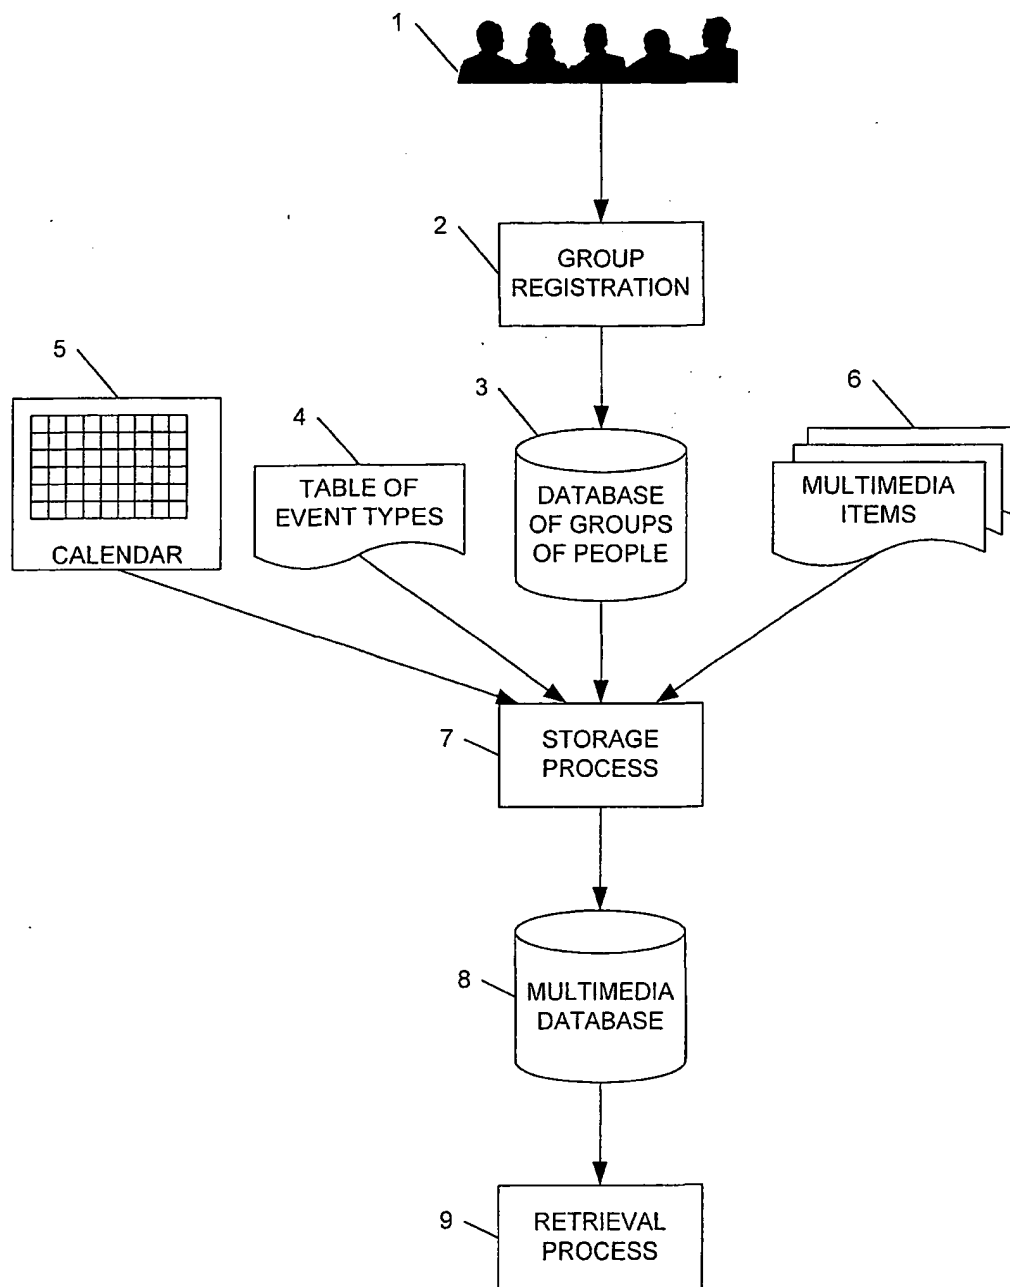 1
2
GROUP
REGISTRATION
5
4
3
6
CALENDAR
TABLE OF
EVENT TYPES
DATABASE
OF GROUPS
OF PEOPLE
MULTIMEDIA
ITEMS
7
STORAGE
PROCESS
8
MULTIMEDIA
DATABASE
9
RETRIEVAL
PROCESS